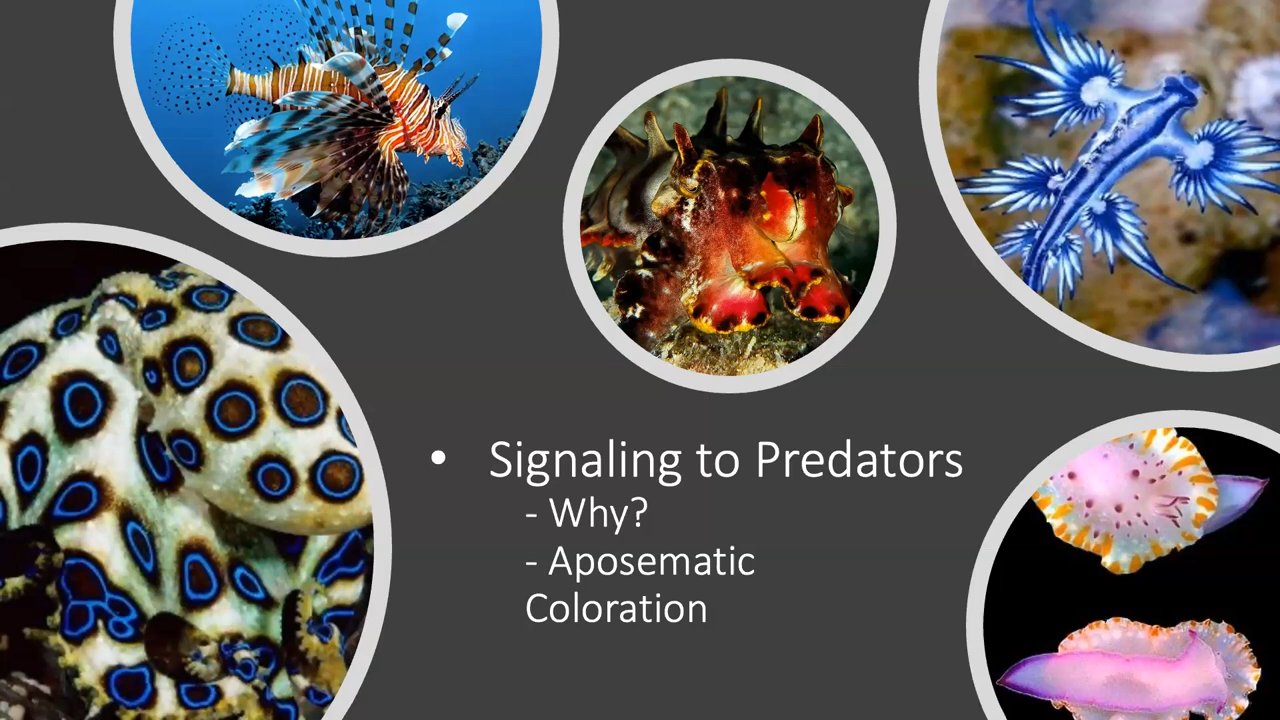 • Signaling to Predators
- Why?
- Aposematic
Coloration